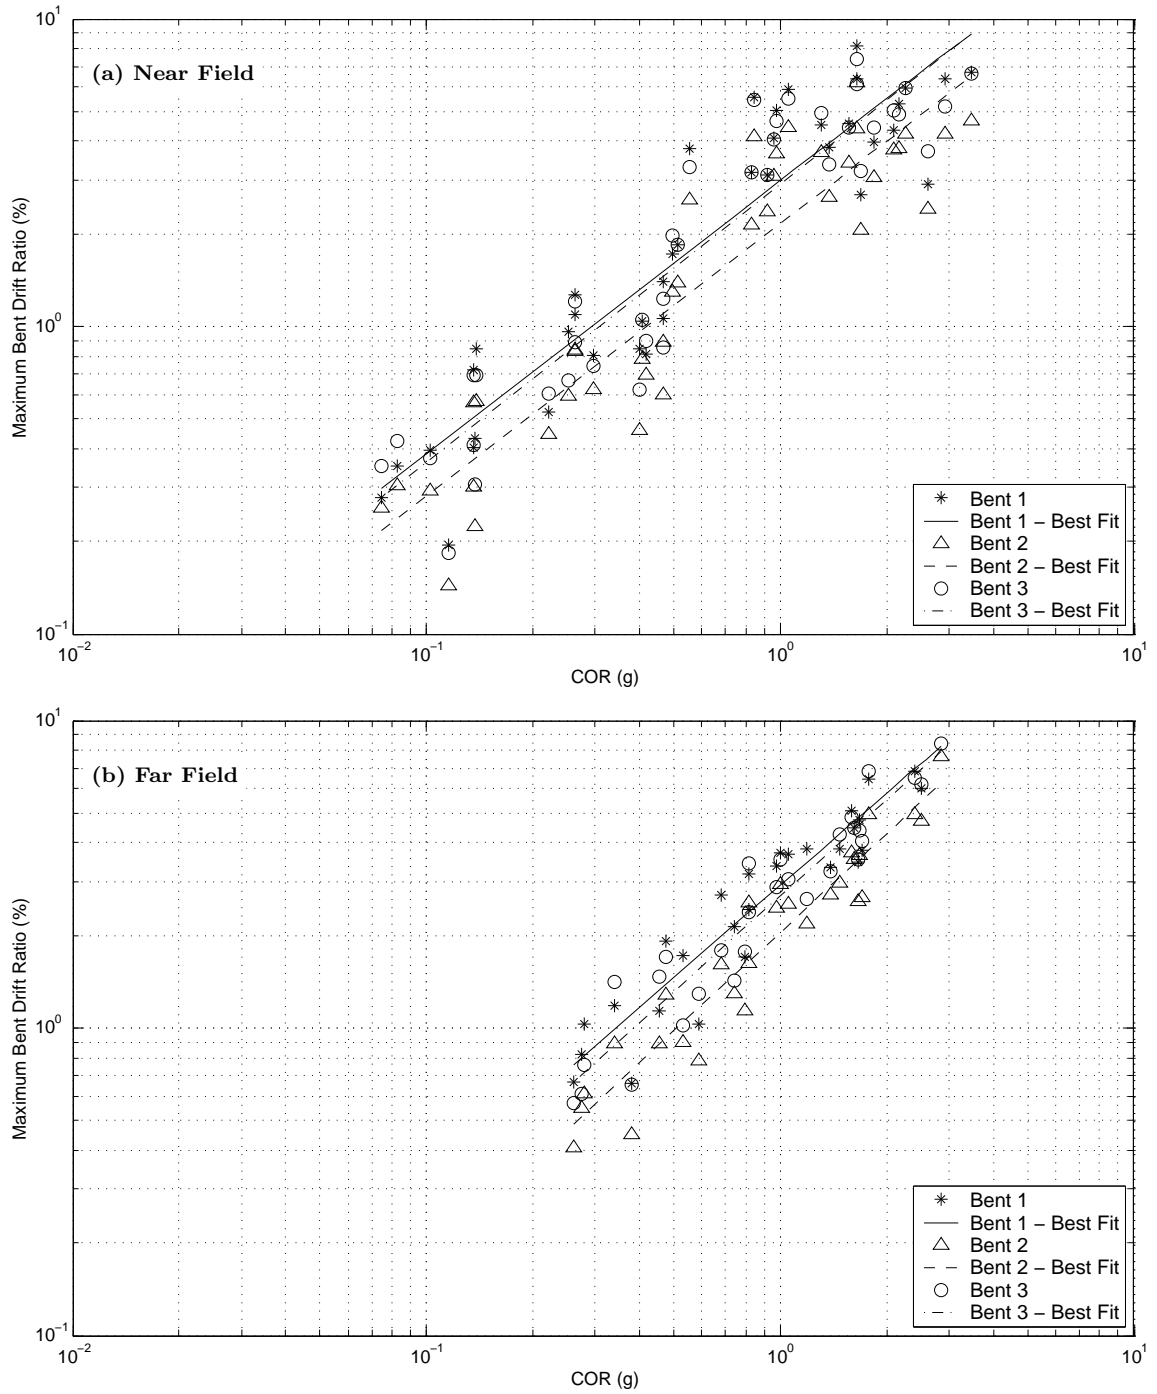 10^1
(a) Near Field
Maximum Bent Drift Ratio (%)
10^0
Bent 1
Bent 1 – Best Fit
Bent 2
Bent 2 – Best Fit
Bent 3
Bent 3 – Best Fit
10^−1
10^−2 10^−1 10^0 10^1
COR (g)
10^1
(b) Far Field
Maximum Bent Drift Ratio (%)
10^0
Bent 1
Bent 1 – Best Fit
Bent 2
Bent 2 – Best Fit
Bent 3
Bent 3 – Best Fit
10^−1
10^−2 10^−1 10^0 10^1
COR (g)